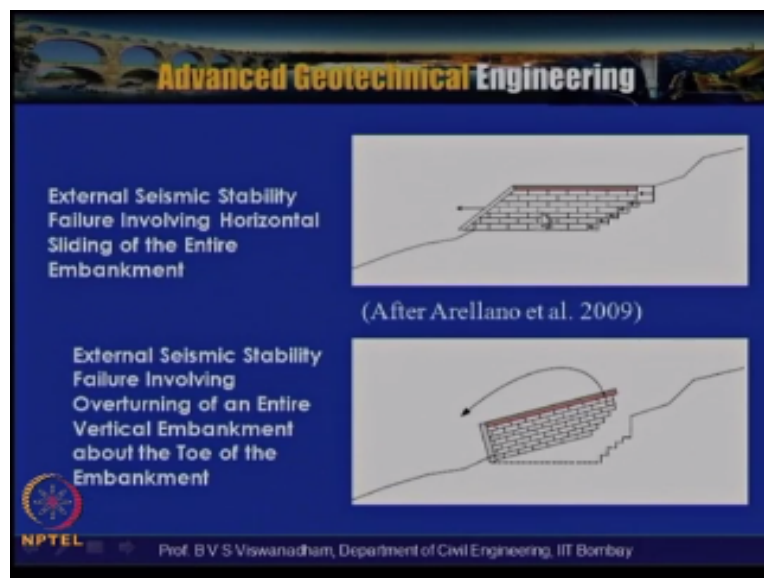 Advanced Geotechnical Engineering
External Seismic Stability
Failure Involving Horizontal
Sliding of the Entire
Embankment
(After Arellano et al. 2009)
External Seismic Stability
Failure Involving
Overturning of an Entire
Vertical Embankment
about the Toe of the
Embankment
NPTEL
Prof. B V S Viswanadham, Department of Civil Engineering, IIT Bombay